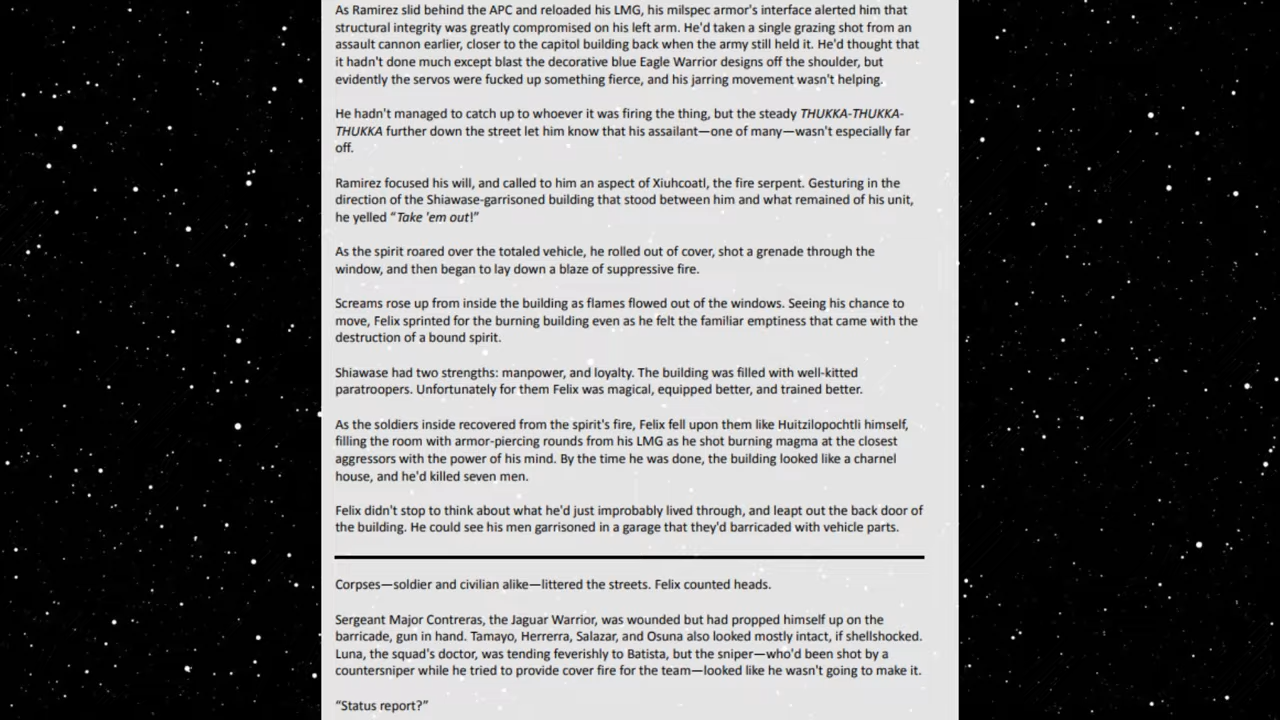 As Ramirez slid behind the APC and reloaded his LMG, his milspec armor's interface alerted him that
structural integrity was greatly compromised on his left arm. He'd taken a single grazing shot from an
assault cannon earlier, closer to the capitol building back when the army still held it. He'd thought that
it hadn't done much except blast the decorative blue Eagle Warrior designs off the shoulder, but
evidently the servos were fucked up something fierce, and his jarring movement wasn't helping.
He hadn't managed to catch up to whoever it was firing the thing, but the steady THUKKA-THUKKA-
THUKKA further down the street let him know that his assailant—one of many—wasn't especially far
off.
Ramirez focused his will, and called to him an aspect of Xiuhcoatl, the fire serpent. Gesturing in the
direction of the Shiawase-garrisoned building that stood between him and what remained of his unit,
he yelled “Take 'em out!”
As the spirit roared over the totaled vehicle, he rolled out of cover, shot a grenade through the
window, and then began to lay down a blaze of suppressive fire.
Screams rose up from inside the building as flames flowed out of the windows. Seeing his chance to
move, Felix sprinted for the burning building even as he felt the familiar emptiness that came with the
destruction of a bound spirit.
Shiawase had two strengths: manpower, and loyalty. The building was filled with well-kitted
paratroopers. Unfortunately for them Felix was magical, equipped better, and trained better.
As the soldiers inside recovered from the spirit's fire, Felix fell upon them like Huitzilopochtli himself,
filling the room with armor-piercing rounds from his LMG as he shot burning magma at the closest
aggressors with the power of his mind. By the time he was done, the building looked like a charnel
house, and he'd killed seven men.
Felix didn't stop to think about what he'd just improbably lived through, and leapt out the back door of
the building. He could see his men garrisoned in a garage that they'd barricaded with vehicle parts.
Corpses—soldier and civilian alike—littered the streets. Felix counted heads.
Sergeant Major Contreras, the Jaguar Warrior, was wounded but had propped himself up on the
barricade, gun in hand. Tamayo, Herrerra, Salazar, and Osuna also looked mostly intact, if shellshocked.
Luna, the squad's doctor, was tending feverishly to Batista, but the sniper—who'd been shot by a
countersniper while he tried to provide cover fire for the team—looked like he wasn't going to make it.
“Status report?”